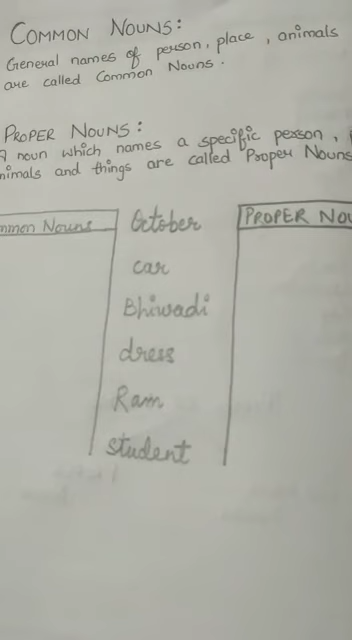 COMMON NOUNS:
General names of person, place, animals
are called Common Nouns.
PROPER NOUNS:
A noun which names a specific person,
nimals and things are called Proper Nouns
mmon Nouns
October
PROPER NOU
car
Bhiwadi
dress
Ram
student